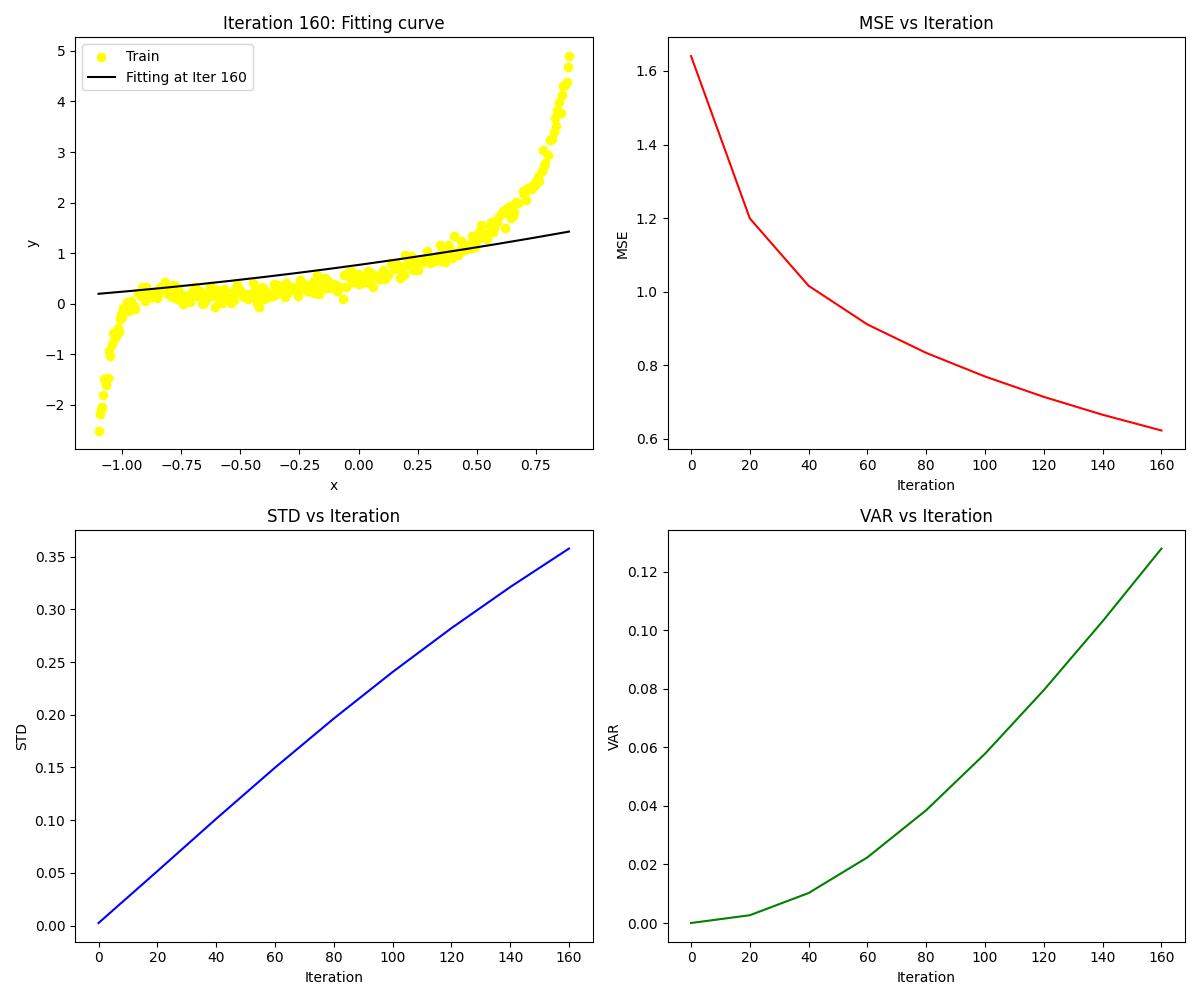 Iteration 160: Fitting curve
Train
Fitting at Iter 160
5
4
3
2
1
0
−1
−2
y
−1.00 −0.75 −0.50 −0.25 0.00 0.25 0.50 0.75
x
MSE vs Iteration
1.6
1.4
1.2
1.0
0.8
0.6
MSE
0 20 40 60 80 100 120 140 160
Iteration
STD vs Iteration
0.35
0.30
0.25
0.20
0.15
0.10
0.05
0.00
STD
0 20 40 60 80 100 120 140 160
Iteration
VAR vs Iteration
0.12
0.10
0.08
0.06
0.04
0.02
0.00
VAR
0 20 40 60 80 100 120 140 160
Iteration